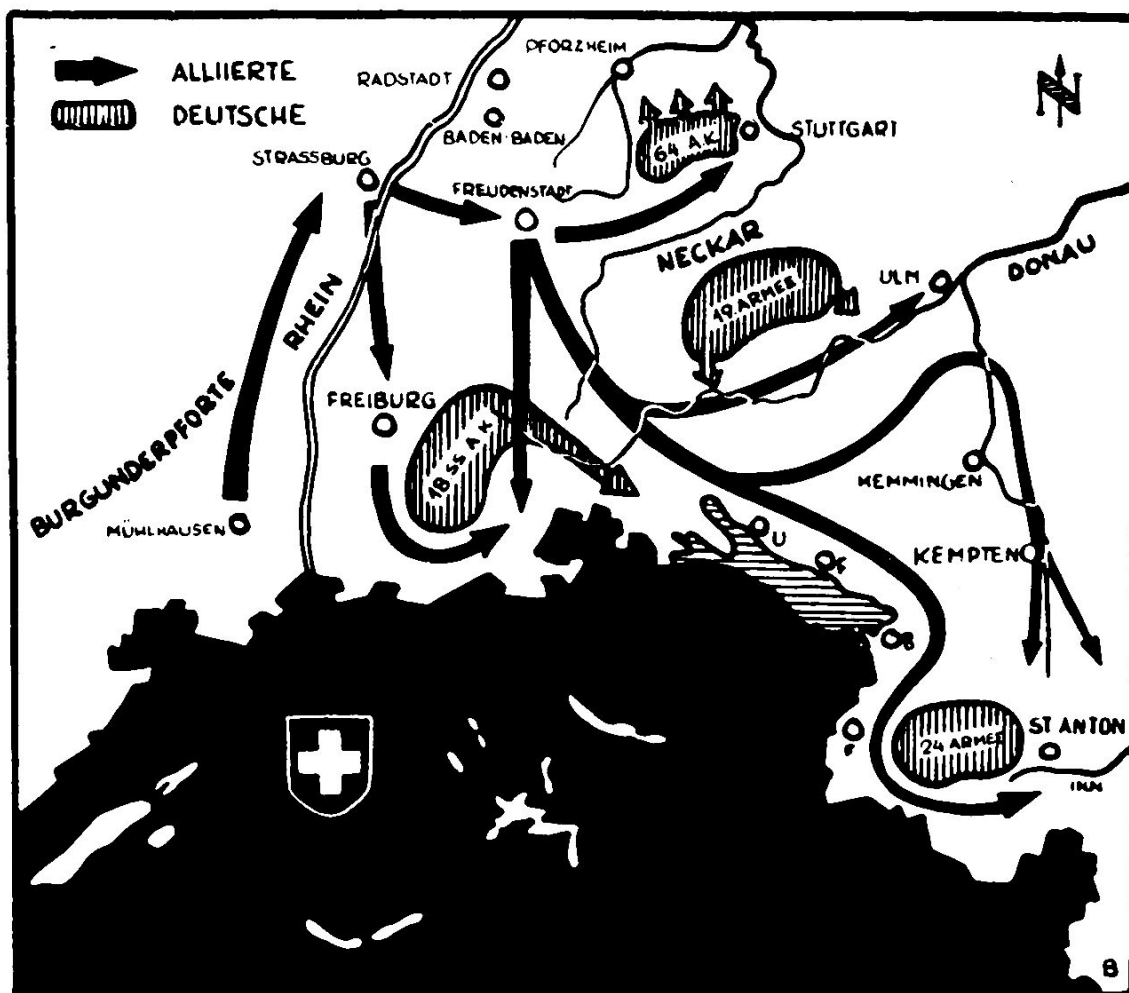 ALLIIERTE
DEUTSCHE
PFORZHEIM
RADSTADT
BADEN-BADEN
STUTTGART
64 A.K
STRASSBURG
FREUDENSTADT
NECKAR
RHEIN
19. ARMEE
ULM
DONAU
BURGUNDERPFORTE
FREIBURG
18 SS A.K
MÜHLHAUSEN
MEMMINGEN
KEMPTEN
U
F
B
F
24 ARMEE
ST ANTON
INN
N
B